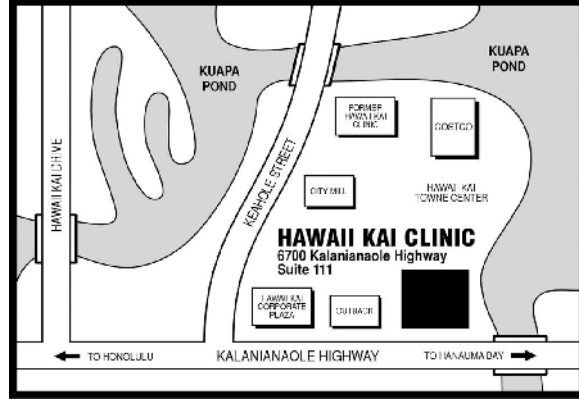 KUAPA
POND
KUAPA
POND
FORMER
HAWAII KAI
CLINIC
COSTCO
HAWAII KAI DRIVE
KEAHOLE STREET
CITY MILL
HAWAII KAI
TOWNE CENTER
HAWAII KAI CLINIC
6700 Kalanianaole Highway
Suite 111
HAWAII KAI
CORPORATE
PLAZA
OUTBACK
TO HONOLULU
KALANIANAOLE HIGHWAY
TO HANAUMA BAY